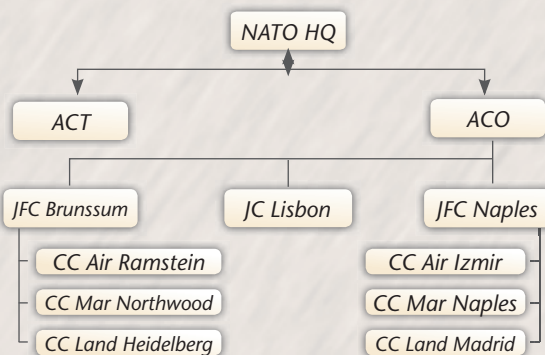 NATO HQ
ACT
ACO
JFC Brunssum
JC Lisbon
JFC Naples
CC Air Ramstein
CC Mar Northwood
CC Land Heidelberg
CC Air Izmir
CC Mar Naples
CC Land Madrid